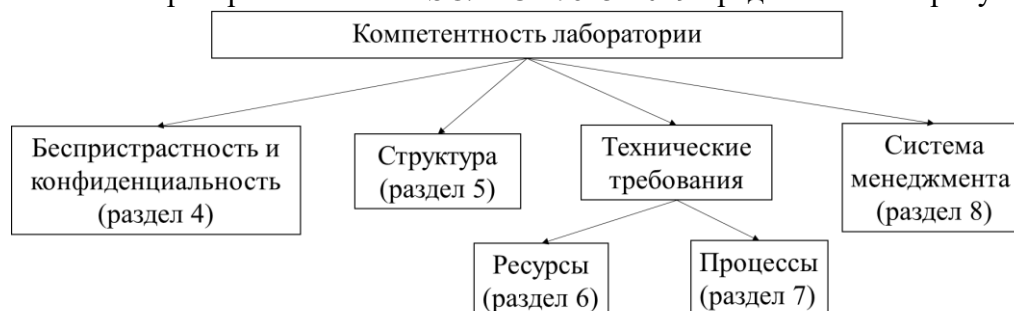 Компетентность лаборатории
Беспристрастность и
конфиденциальность
(раздел 4)
Структура
(раздел 5)
Технические
требования
Система
менеджмента
(раздел 8)
Ресурсы
(раздел 6)
Процессы
(раздел 7)